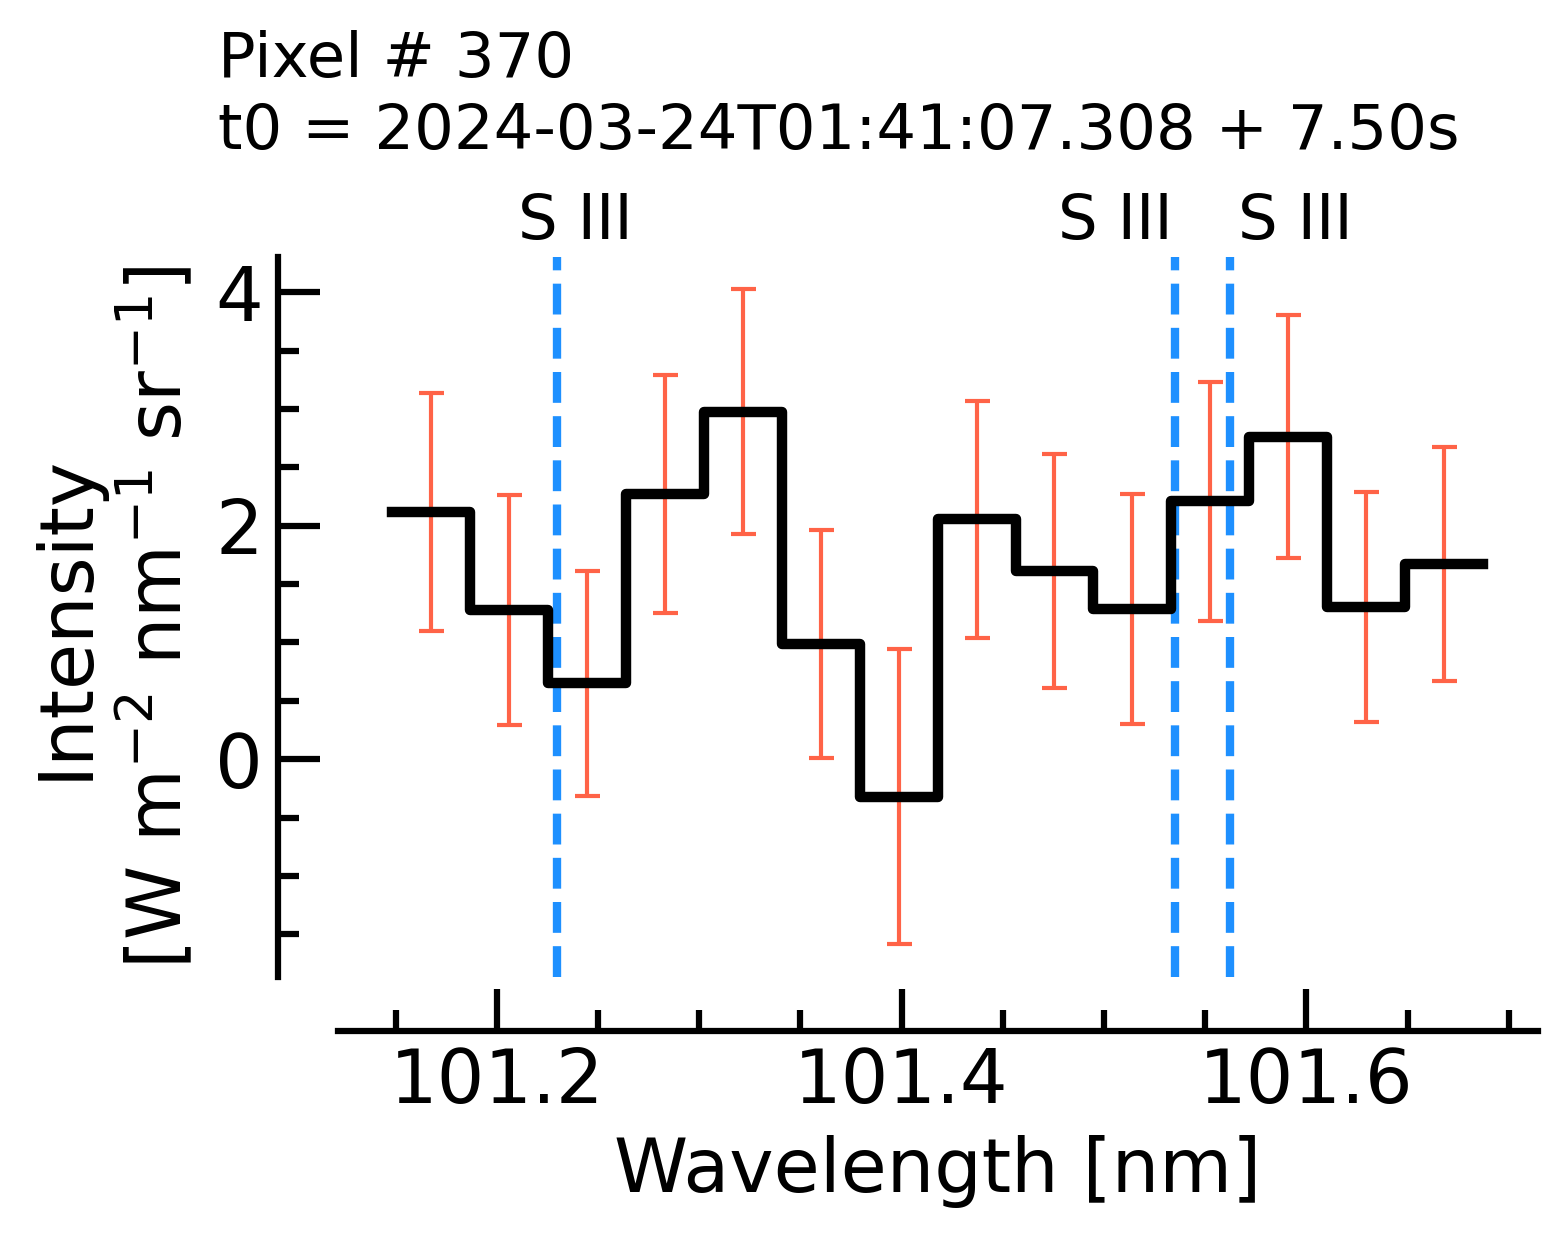 Pixel # 370
t0 = 2024-03-24T01:41:07.308 + 7.50s
S III S III S III
Intensity
[W m⁻² nm⁻¹ sr⁻¹]
4
2
0
101.2 101.4 101.6
Wavelength [nm]